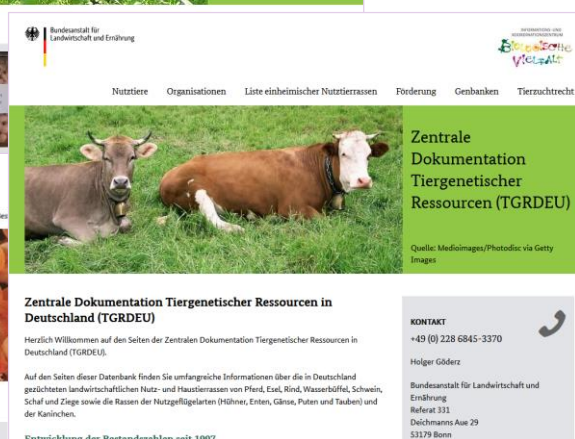 Bundesanstalt für
Landwirtschaft und Ernährung
INFORMATIONS- UND
KOORDINATIONSZENTRUM
Biologische
Vielfalt
Nutztiere Organisationen Liste einheimischer Nutztierrassen Förderung Genbanken Tierzuchtrecht
Zentrale
Dokumentation
Tiergenetischer
Ressourcen (TGRDEU)
Quelle: Medioimages/Photodisc via Getty
Images
Zentrale Dokumentation Tiergenetischer Ressourcen in
Deutschland (TGRDEU)
Herzlich Willkommen auf den Seiten der Zentralen Dokumentation Tiergenetischer Ressourcen in
Deutschland (TGRDEU).
Auf den Seiten dieser Datenbank finden Sie umfangreiche Informationen über die in Deutschland
gezüchteten landwirtschaftlichen Nutz- und Haustierrassen von Pferd, Esel, Rind, Wasserbüffel, Schwein,
Schaf und Ziege sowie die Rassen der Nutzgeflügelarten (Hühner, Enten, Gänse, Puten und Tauben) und
der Kaninchen.
Entwicklung der Bestandszahlen seit 1997
KONTAKT
+49 (0) 228 6845-3370
Holger Göderz
Bundesanstalt für Landwirtschaft und
Ernährung
Referat 331
Deichmanns Aue 29
53179 Bonn